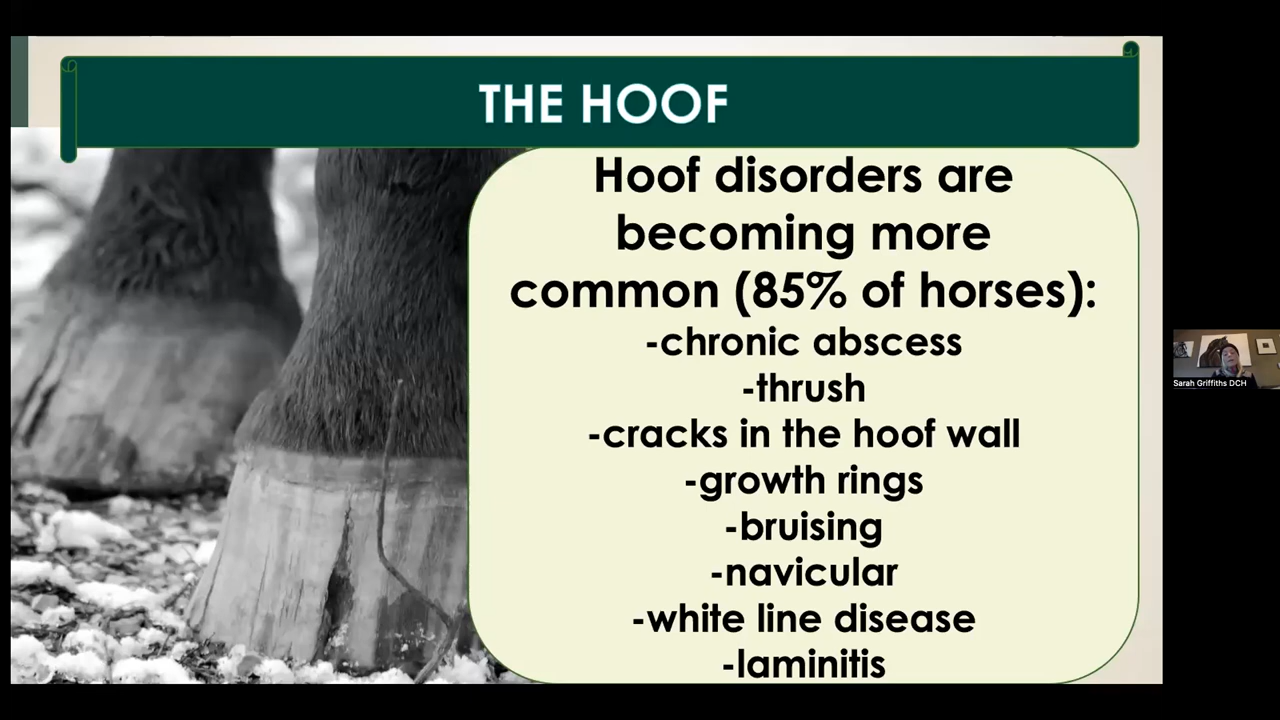 THE HOOF
Hoof disorders are
becoming more
common (85% of horses):
-chronic abscess
-thrush
-cracks in the hoof wall
-growth rings
-bruising
-navicular
-white line disease
-laminitis
Sarah Griffiths DCH